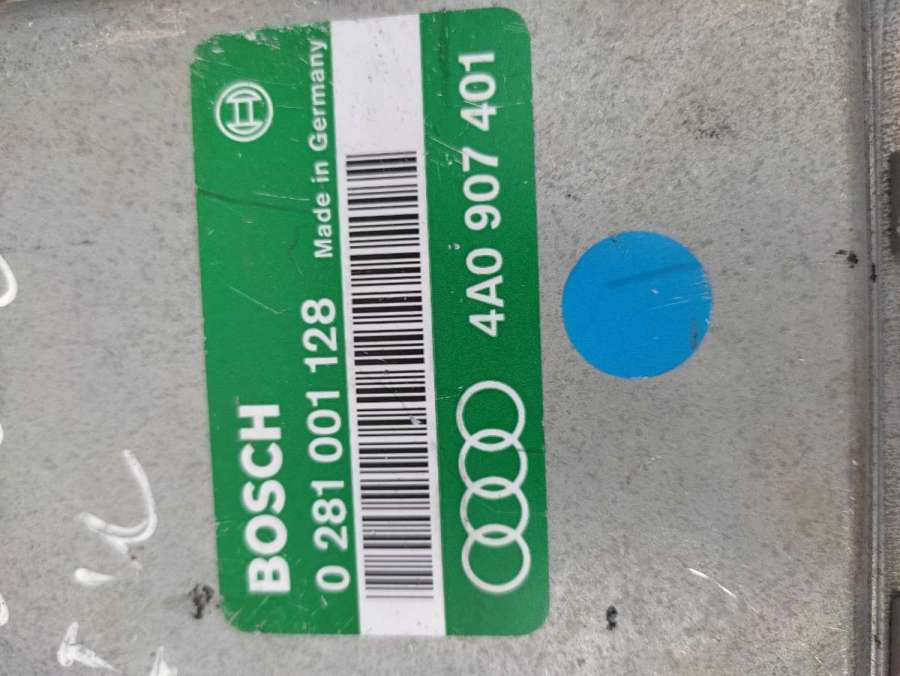 BOSCH
0 281 001 128 Made in Germany
4A0 907 401